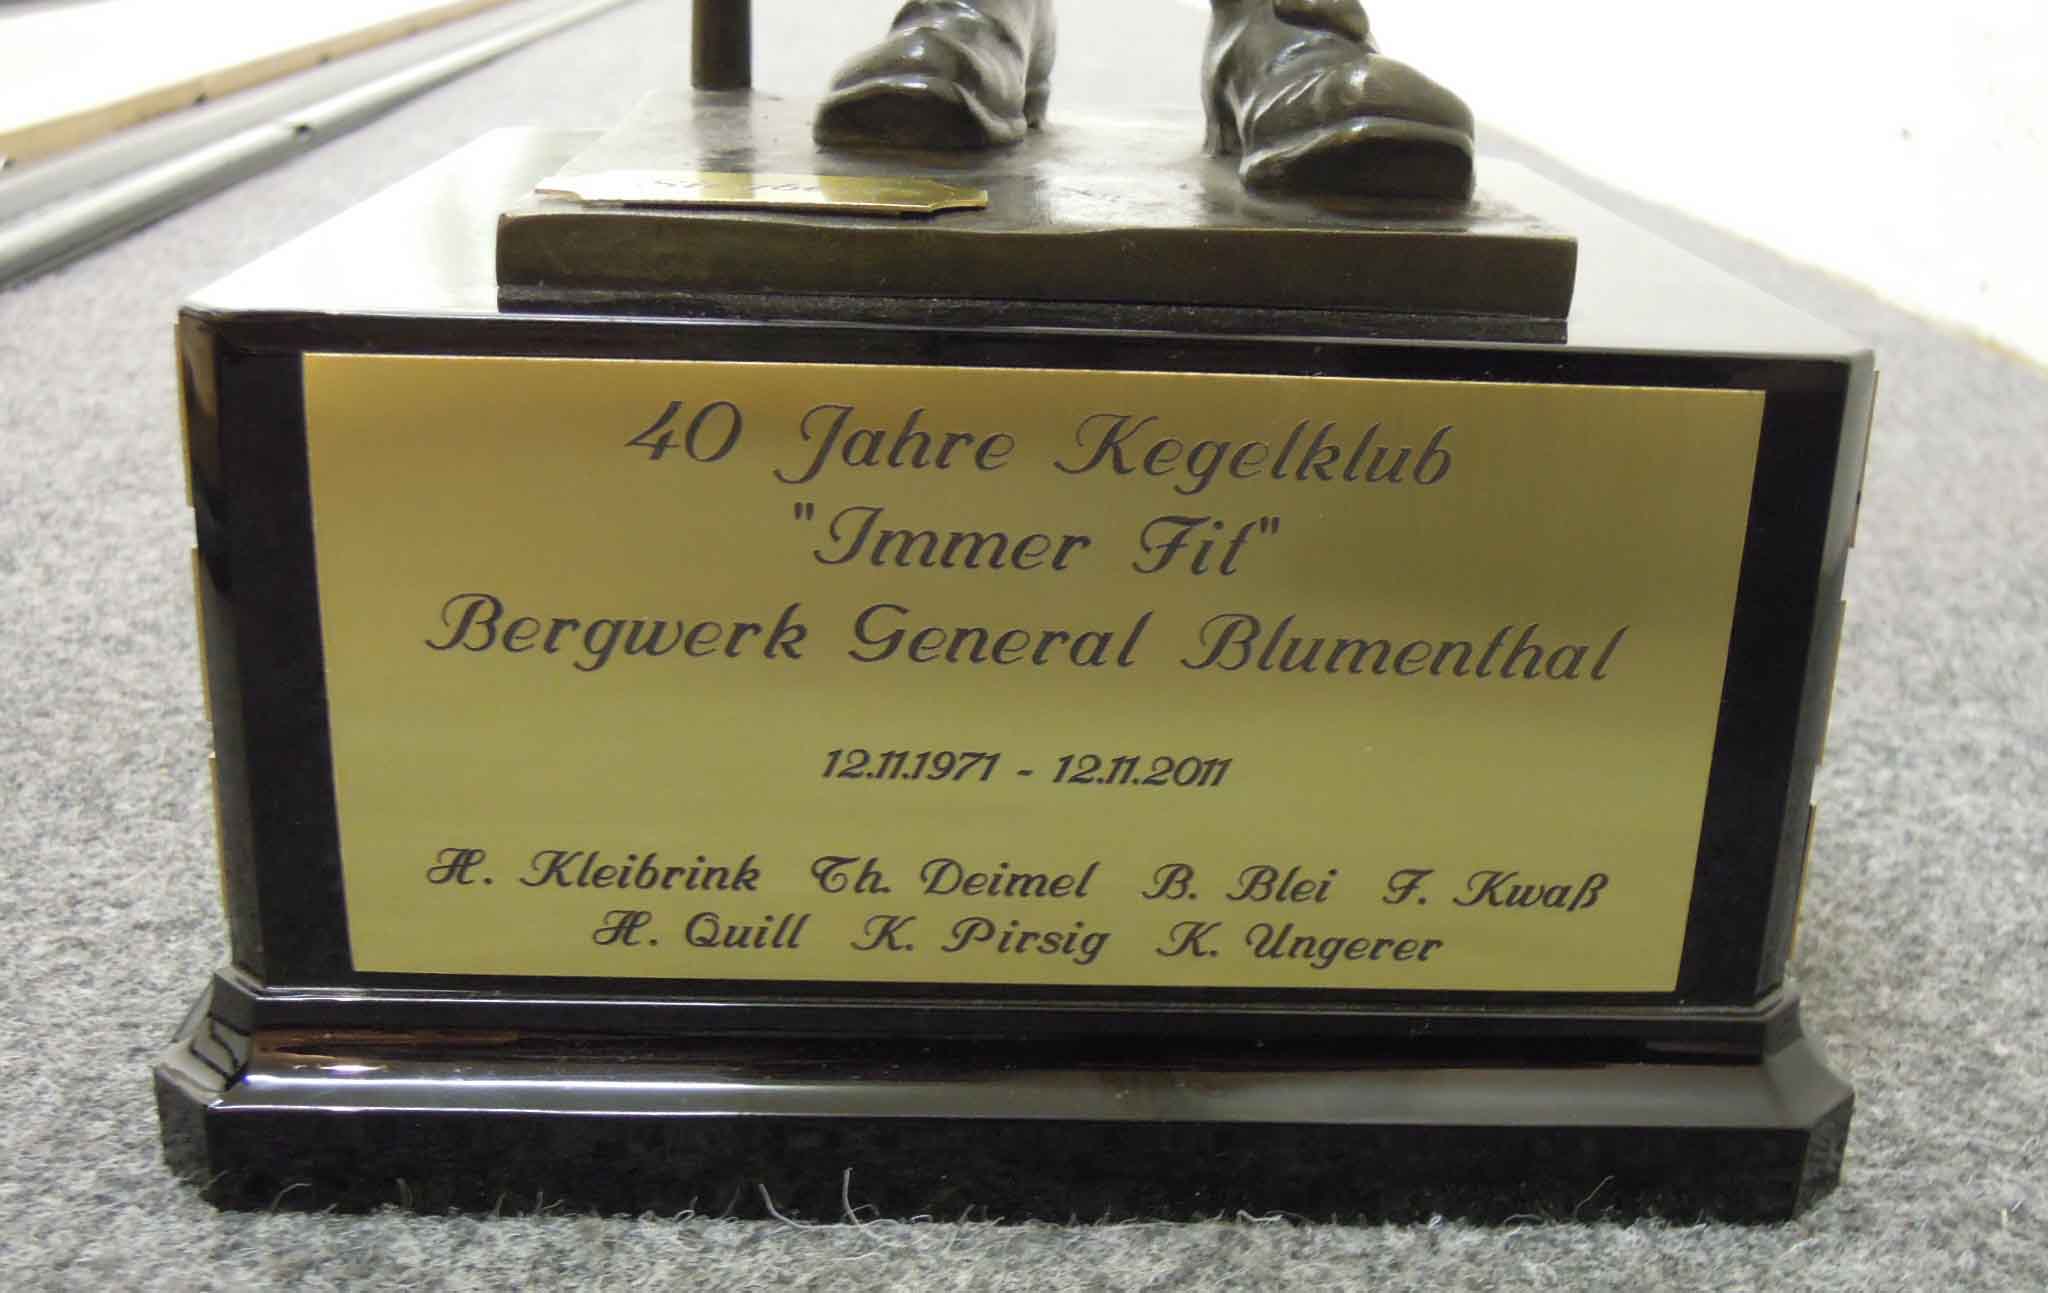 40 Jahre Kegelklub
"Immer Fit"
Bergwerk General Blumenthal
12.11.1971 - 12.11.2011
H. Kleibrink Th. Deimel B. Blei F. Kwaß
H. Quill K. Pirsig K. Ungerer